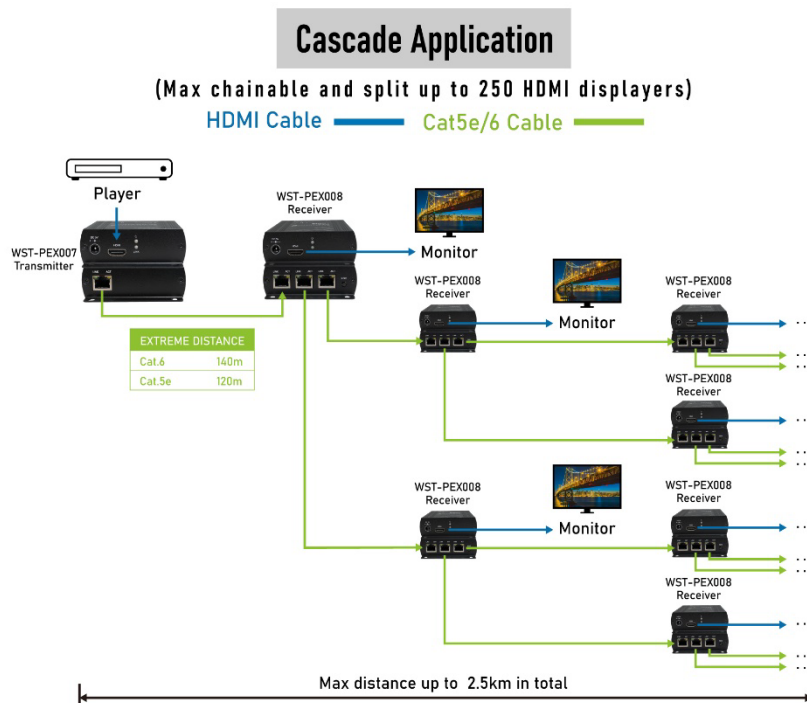 Cascade Application
(Max chainable and split up to 250 HDMI displayers)
HDMI Cable
Cat5e/6 Cable
Player
WST-PEX007
Transmitter
WST-PEX008
Receiver
Monitor
EXTREME DISTANCE
Cat.6 140m
Cat.5e 120m
WST-PEX008
Receiver
Monitor
WST-PEX008
Receiver
WST-PEX008
Receiver
WST-PEX008
Receiver
Monitor
WST-PEX008
Receiver
WST-PEX008
Receiver
Max distance up to 2.5km in total